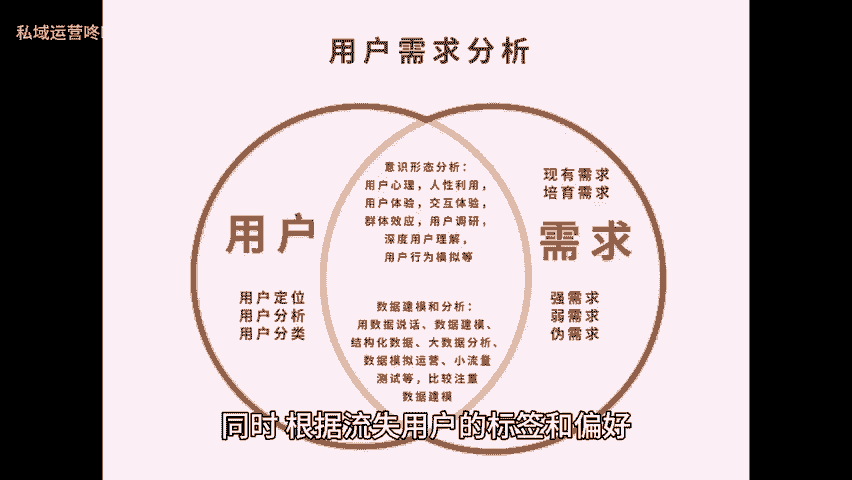 私域运营咚
用户需求分析
用户
用户定位
用户分析
用户分类
意识形态分析：
用户心理，人性利用，
用户体验，交互体验，
群体效应，用户调研，
深度用户理解，
用户行为模拟等
数据建模和分析：
用数据说话、数据建模、
结构化数据、大数据分析、
数据模拟运营、小流量
测试等，比较注重
数据建模
现有需求
培育需求
需求
强需求
弱需求
伪需求
同时 根据流失用户的标签和偏好